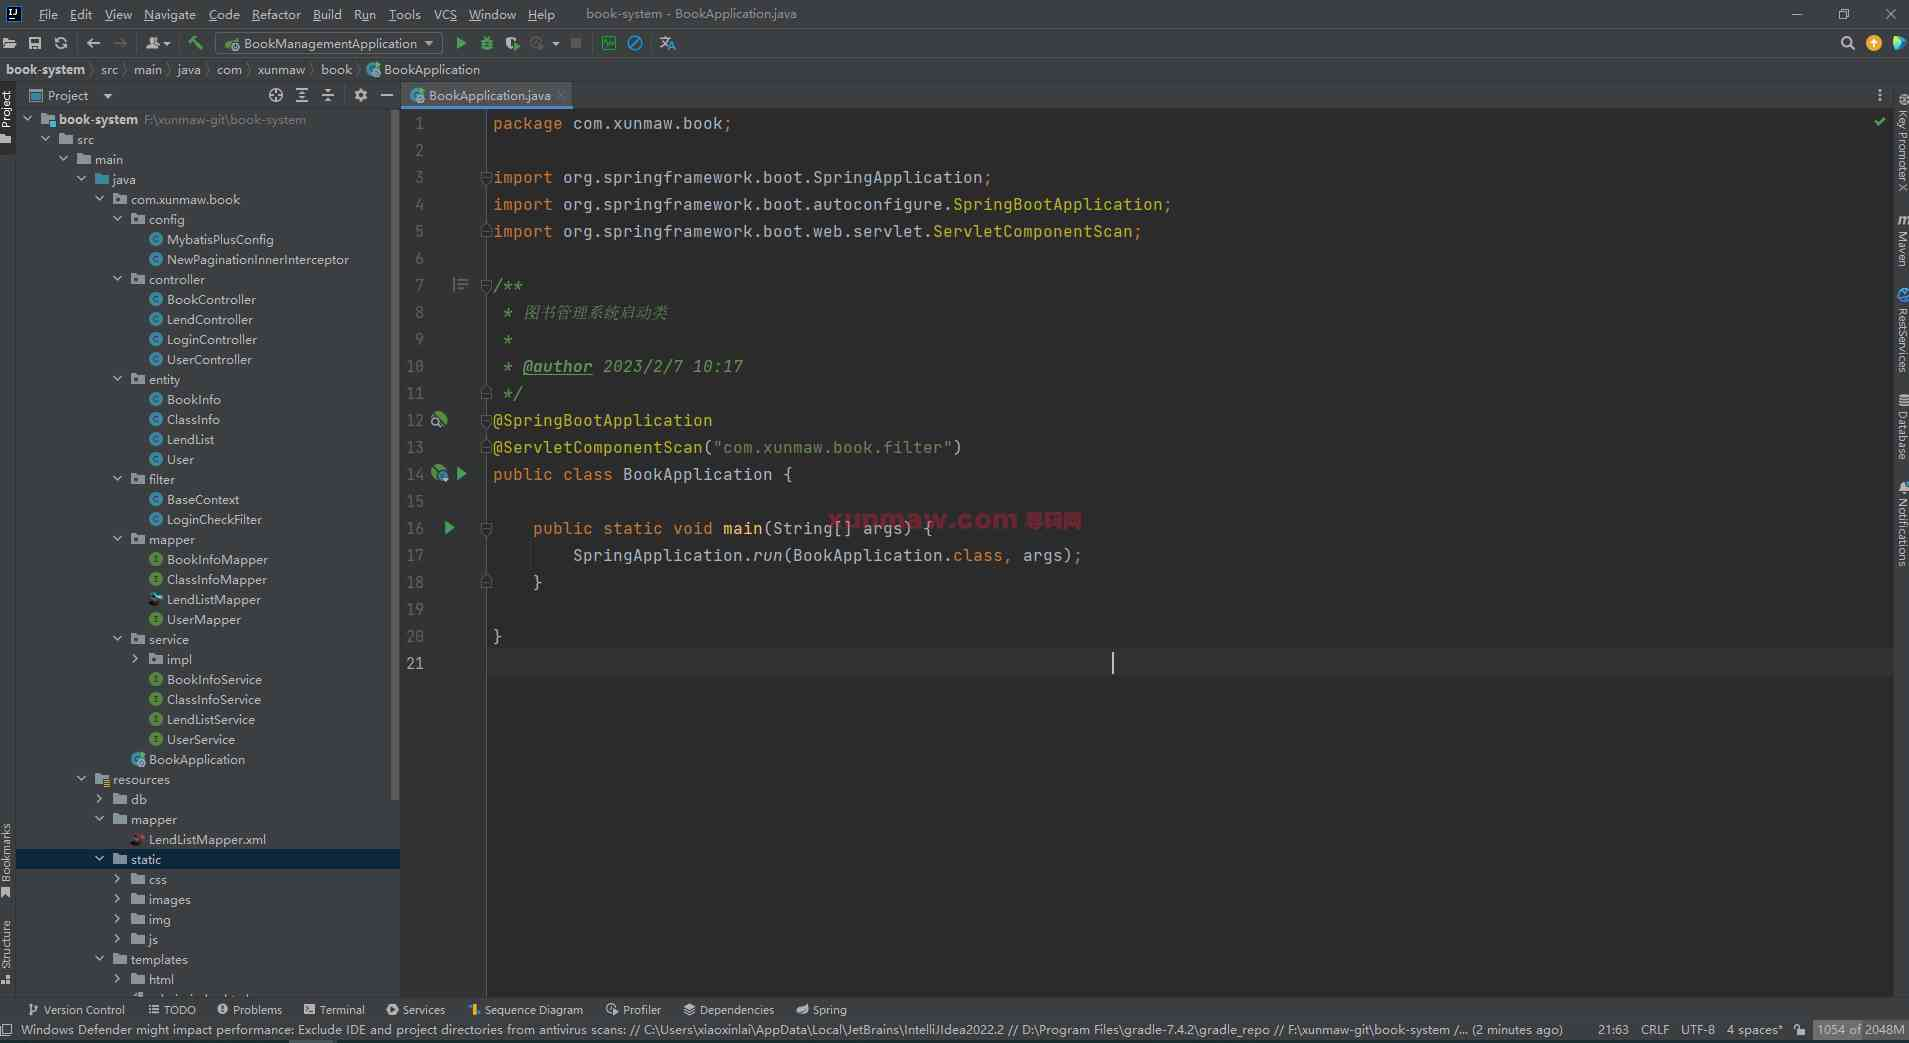 File Edit View Navigate Code Refactor Build Run Tools VCS Window Help book-system - BookApplication.java
BookManagementApplication
book-system src main java com xunmaw book BookApplication
Project
BookApplication.java
Project
book-system F:\xunmaw-git\book-system
src
main
java
com.xunmaw.book
config
MybatisPlusConfig
NewPaginationInnerInterceptor
controller
BookController
LendController
LoginController
UserController
entity
BookInfo
ClassInfo
LendList
User
filter
BaseContext
LoginCheckFilter
mapper
BookInfoMapper
ClassInfoMapper
LendListMapper
UserMapper
service
impl
BookInfoService
ClassInfoService
LendListService
UserService
BookApplication
resources
db
mapper
LendListMapper.xml
static
css
images
img
js
templates
html
Bookmarks
Structure
1 package com.xunmaw.book;
2
3 import org.springframework.boot.SpringApplication;
4 import org.springframework.boot.autoconfigure.SpringBootApplication;
5 import org.springframework.boot.web.servlet.ServletComponentScan;
6
7 /**
8 * 图书管理系统启动类
9 *
10 * @author 2023/2/7 10:17
11 */
12 @SpringBootApplication
13 @ServletComponentScan("com.xunmaw.book.filter")
14 public class BookApplication {
15
16 public static void main(String[] args) {
17 SpringApplication.run(BookApplication.class, args);
18 }
19
20 }
21
xunmaw.com 寻码网
Key Promoter X
Maven
RestServices
Database
Notifications
Version Control TODO Problems Terminal Services Sequence Diagram Profiler Dependencies Spring
Windows Defender might impact performance: Exclude IDE and project directories from antivirus scans: // C:\Users\xiaoxinlai\AppData\Local\JetBrains\IntelliJIdea2022.2 // D:\Program Files\gradle-7.4.2\gradle_repo // F:\xunmaw-git\book-system /... (2 minutes ago) 21:63 CRLF UTF-8 4 spaces* 1054 of 2048M